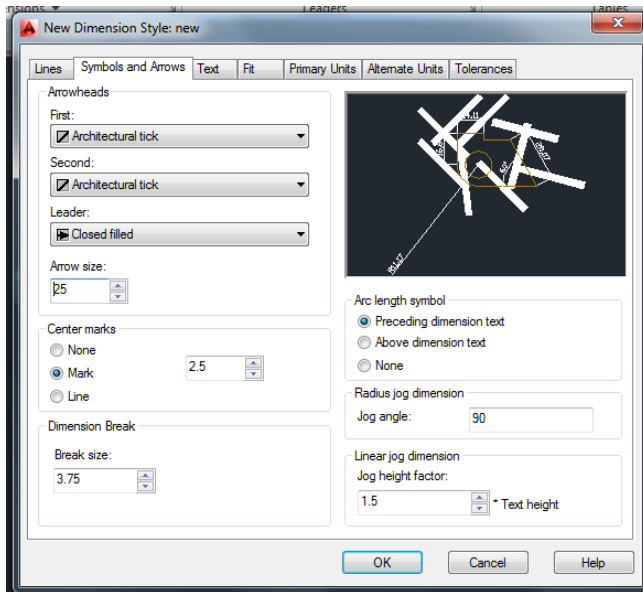 Leaders
Tables
New Dimension Style: new
Lines
Symbols and Arrows
Text
Fit
Primary Units
Alternate Units
Tolerances
Arrowheads
First:
Architectural tick
Second:
Architectural tick
Leader:
Closed filled
Arrow size:
25
Center marks
None
Mark
2.5
Line
Dimension Break
Break size:
3.75
Arc length symbol
Preceding dimension text
Above dimension text
None
Radius jog dimension
Jog angle:
90
Linear jog dimension
Jog height factor:
1.5
* Text height
OK
Cancel
Help